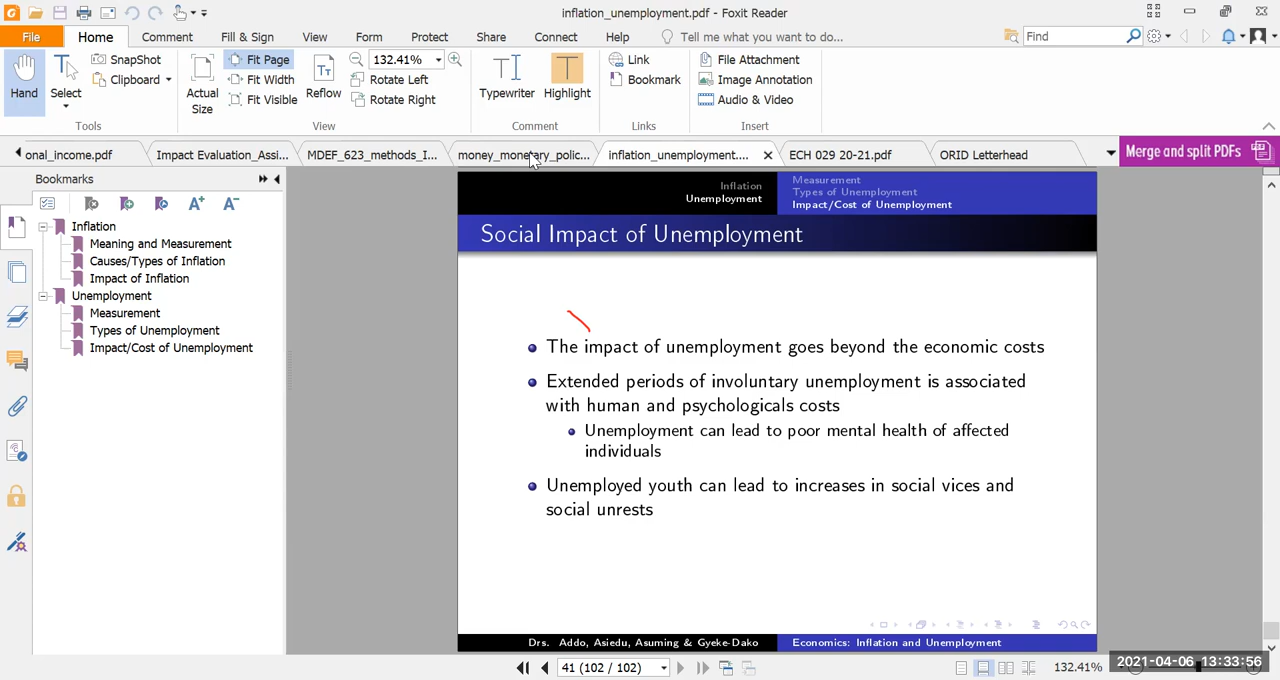 inflation_unemployment.pdf - Foxit Reader
File Home Comment Fill & Sign View Form Protect Share Connect Help Tell me what you want to do... Find
Hand
Select
SnapShot
Clipboard
Tools
Actual Size
Fit Page
Fit Width
Fit Visible
Reflow
132.41%
Rotate Left
Rotate Right
View
Typewriter
Highlight
Comment
Link
Bookmark
Links
File Attachment
Image Annotation
Audio & Video
Insert
onal_income.pdf Impact Evaluation_Assi... MDEF_623_methods_I... money_monetary_polic... inflation_unemployment.... ECH 029 20-21.pdf ORID Letterhead Merge and split PDFs
Bookmarks
Inflation
Meaning and Measurement
Causes/Types of Inflation
Impact of Inflation
Unemployment
Measurement
Types of Unemployment
Impact/Cost of Unemployment
Inflation
Unemployment
Measurement
Types of Unemployment
Impact/Cost of Unemployment
Social Impact of Unemployment
The impact of unemployment goes beyond the economic costs
Extended periods of involuntary unemployment is associated
with human and psychologicals costs
Unemployment can lead to poor mental health of affected
individuals
Unemployed youth can lead to increases in social vices and
social unrests
Drs. Addo, Asiedu, Asuming & Gyeke-Dako Economics: Inflation and Unemployment
41 (102 / 102) 132.41%
2021-04-06 13:33:56